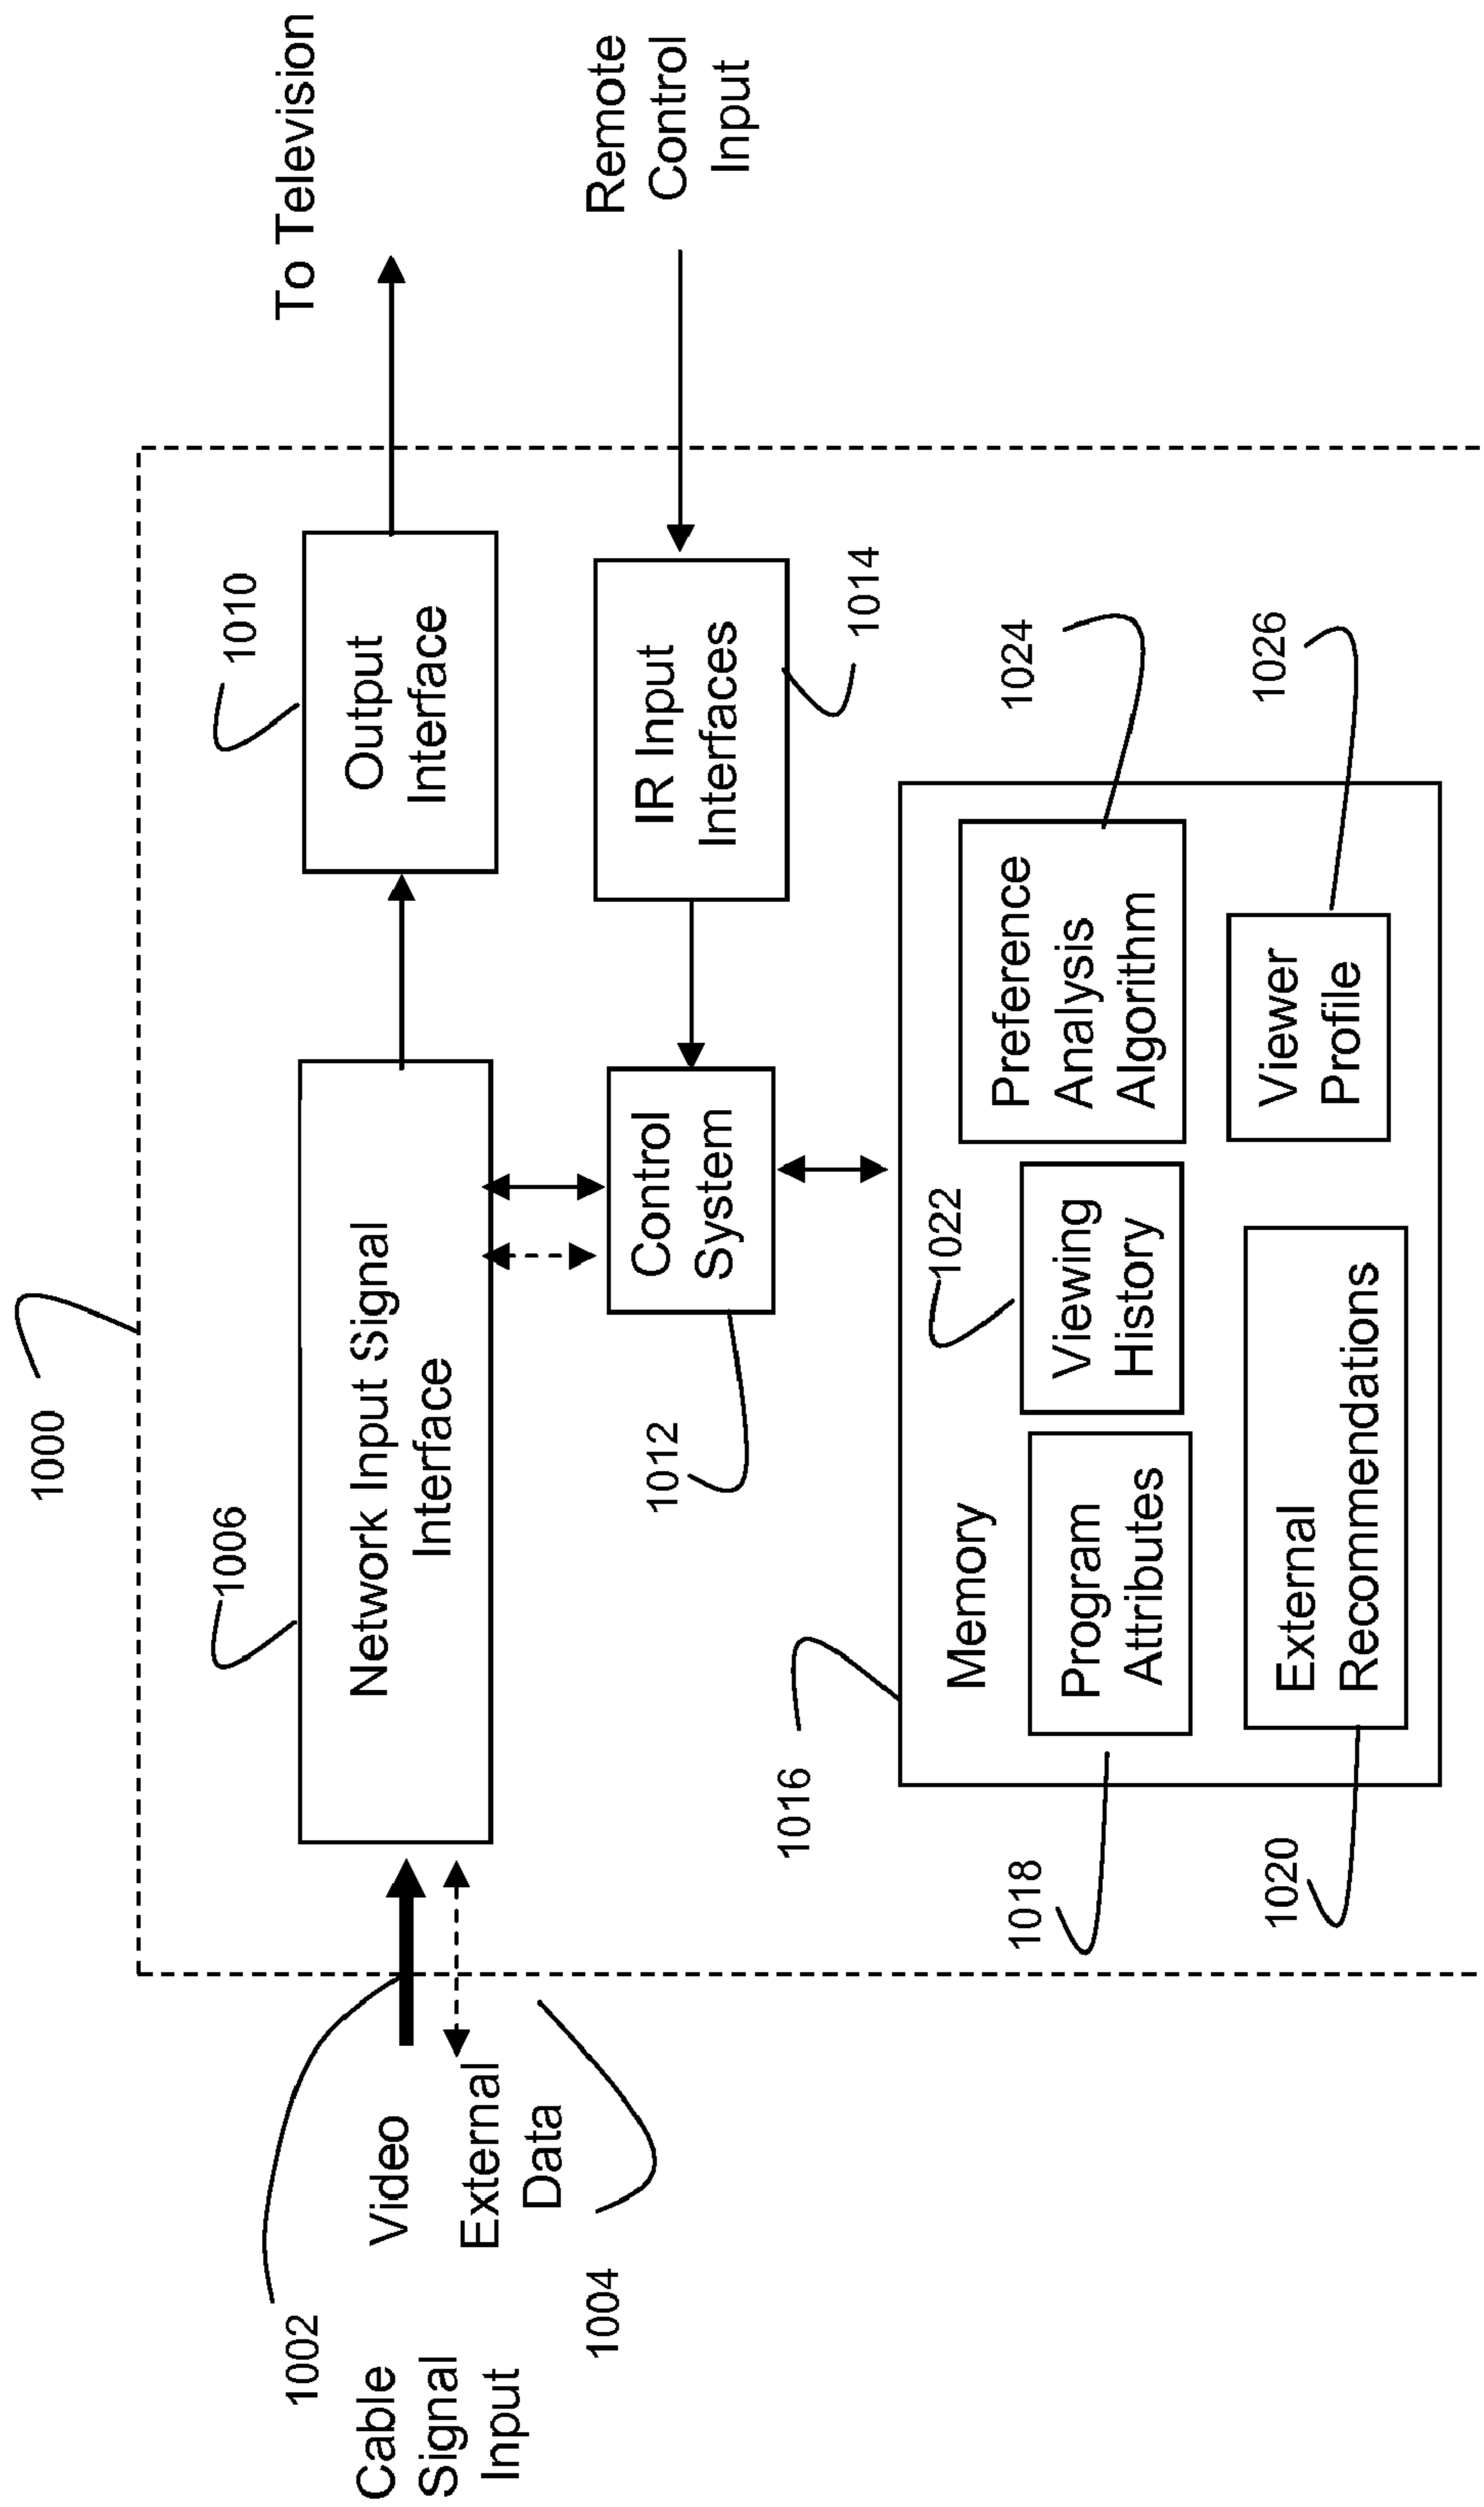 1000
1002
Cable
Signal
Input
Video
External
Data
1004
1006
Network Input Signal
Interface
1010
Output
Interface
To Television
1012
Control
System
IR Input
Interfaces
1014
Remote
Control
Input
1016
Memory
1018
Program
Attributes
1022
Viewing
History
Preference
Analysis
Algorithm
1024
1020
External
Recommendations
Viewer
Profile
1026